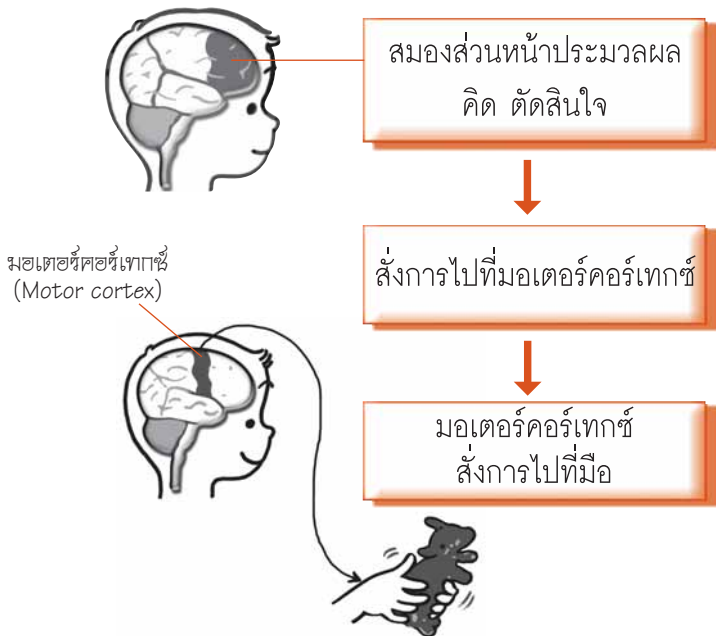 สมองส่วนหน้าประมวลผล
คิด ตัดสินใจ
สั่งการไปที่มอเตอร์คอร์เทกซ์
มอเตอร์คอร์เทกซ์
(Motor cortex)
มอเตอร์คอร์เทกซ์
สั่งการไปที่มือ